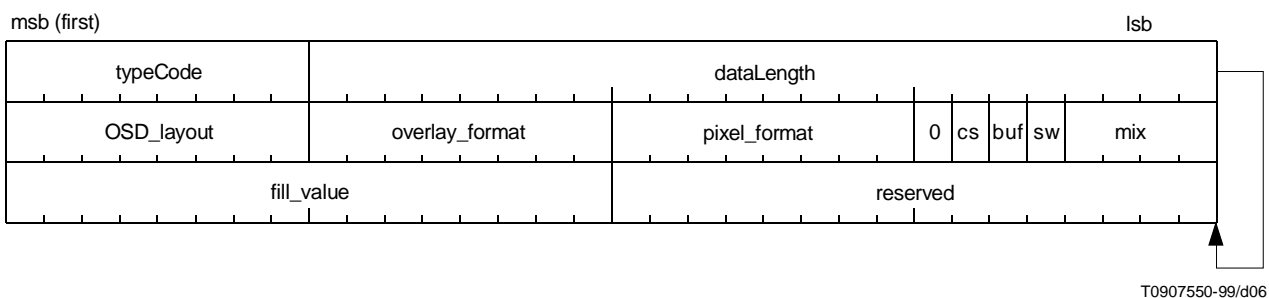 msb (first) lsb
typeCode dataLength
OSD_layout overlay_format pixel_format 0 cs buf sw mix
fill_value reserved
T0907550-99/d06